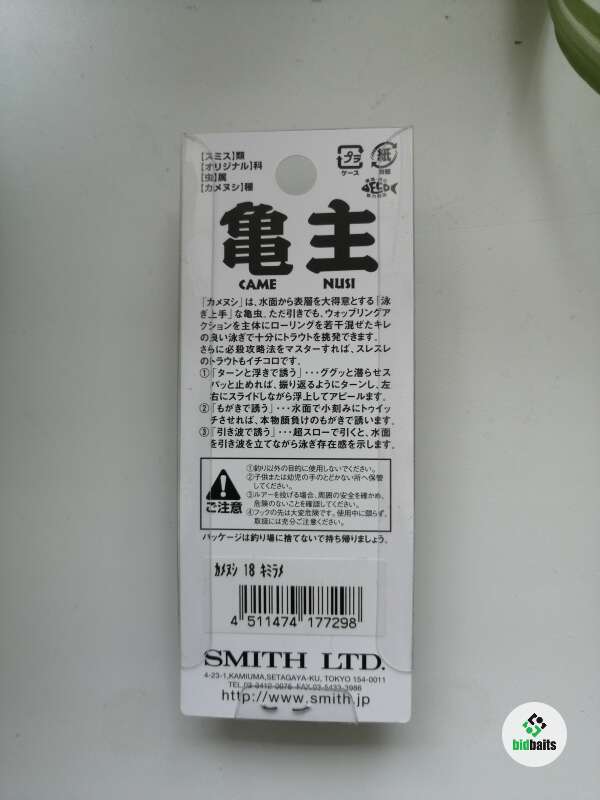 【スミス】類
【オリジナル】科
【虫】属
【カメヌシ】種
プラ
ケース
紙
亀主
CAME NUSI
「カメヌシ」は、水面から表層を大得意とする「泳
ぎ上手」な亀虫。ただ引きでも、ウォッブリングア
クションを主体にローリングを若干混ぜたキレ
の良い泳ぎで十分にトラウトを挑発できます。
さらに必殺攻略法をマスターすれば、スレスレ
のトラウトもイチコロです。
①「ターンと浮きで誘う」･･･ググッと潜らせス
パッと止めれば、振り返るようにターンし、左
右にスライドしながら浮上してアピールします。
②「もがきで誘う」･･･水面で小刻みにトゥイッ
チさせれば、本物顔負けのもがきで誘います。
③「引き波で誘う」･･･超スローで引くと、水面
を引き波を立てながら泳ぎ存在感を示します。
ご注意
①釣り以外の目的に使用しないでください。
②子供または幼児の手のとどかない所へ保管
してください。
③ルアーを投げる場合、周囲の安全を確かめ、
危険のないことを確認してください。
④フックの先は大変危険です。使用中に限らず、
取扱には充分ご注意ください。
パッケージは釣り場に捨てないで持ち帰りましょう。
カメヌシ 18 キミラメ
4 511474 177298
SMITH LTD.
4-23-1,KAMIUMA,SETAGAYA-KU, TOKYO 154-0011
TEL.03-8412-0076 FAX.03-5433-3986
http://www.smith.jp
bidbaits